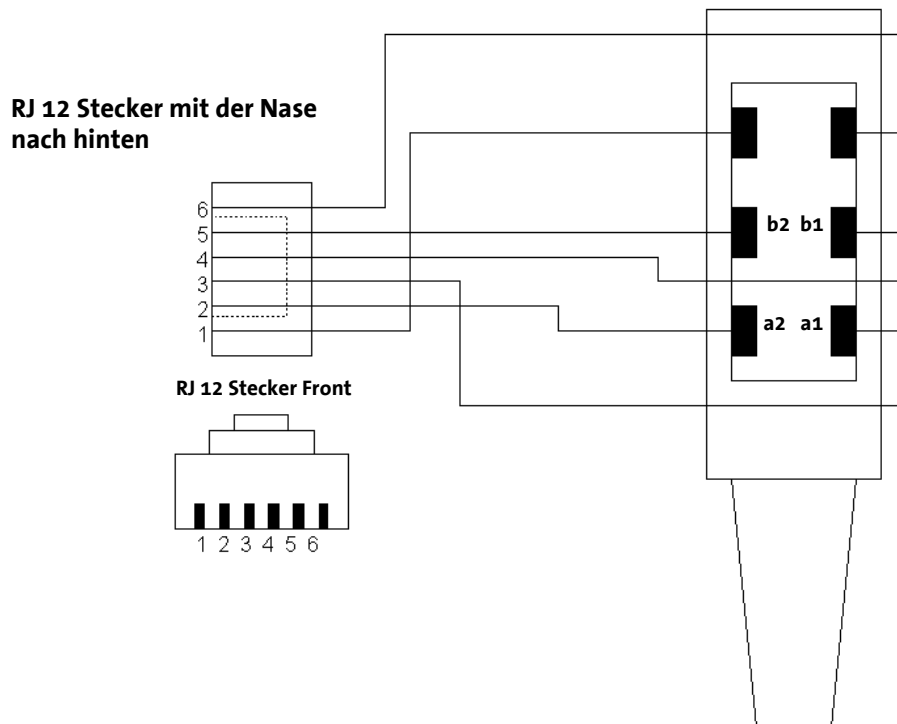 RJ 12 Stecker mit der Nase
nach hinten
6
5
4
3
2
1
b2 b1
a2 a1
RJ 12 Stecker Front
1 2 3 4 5 6